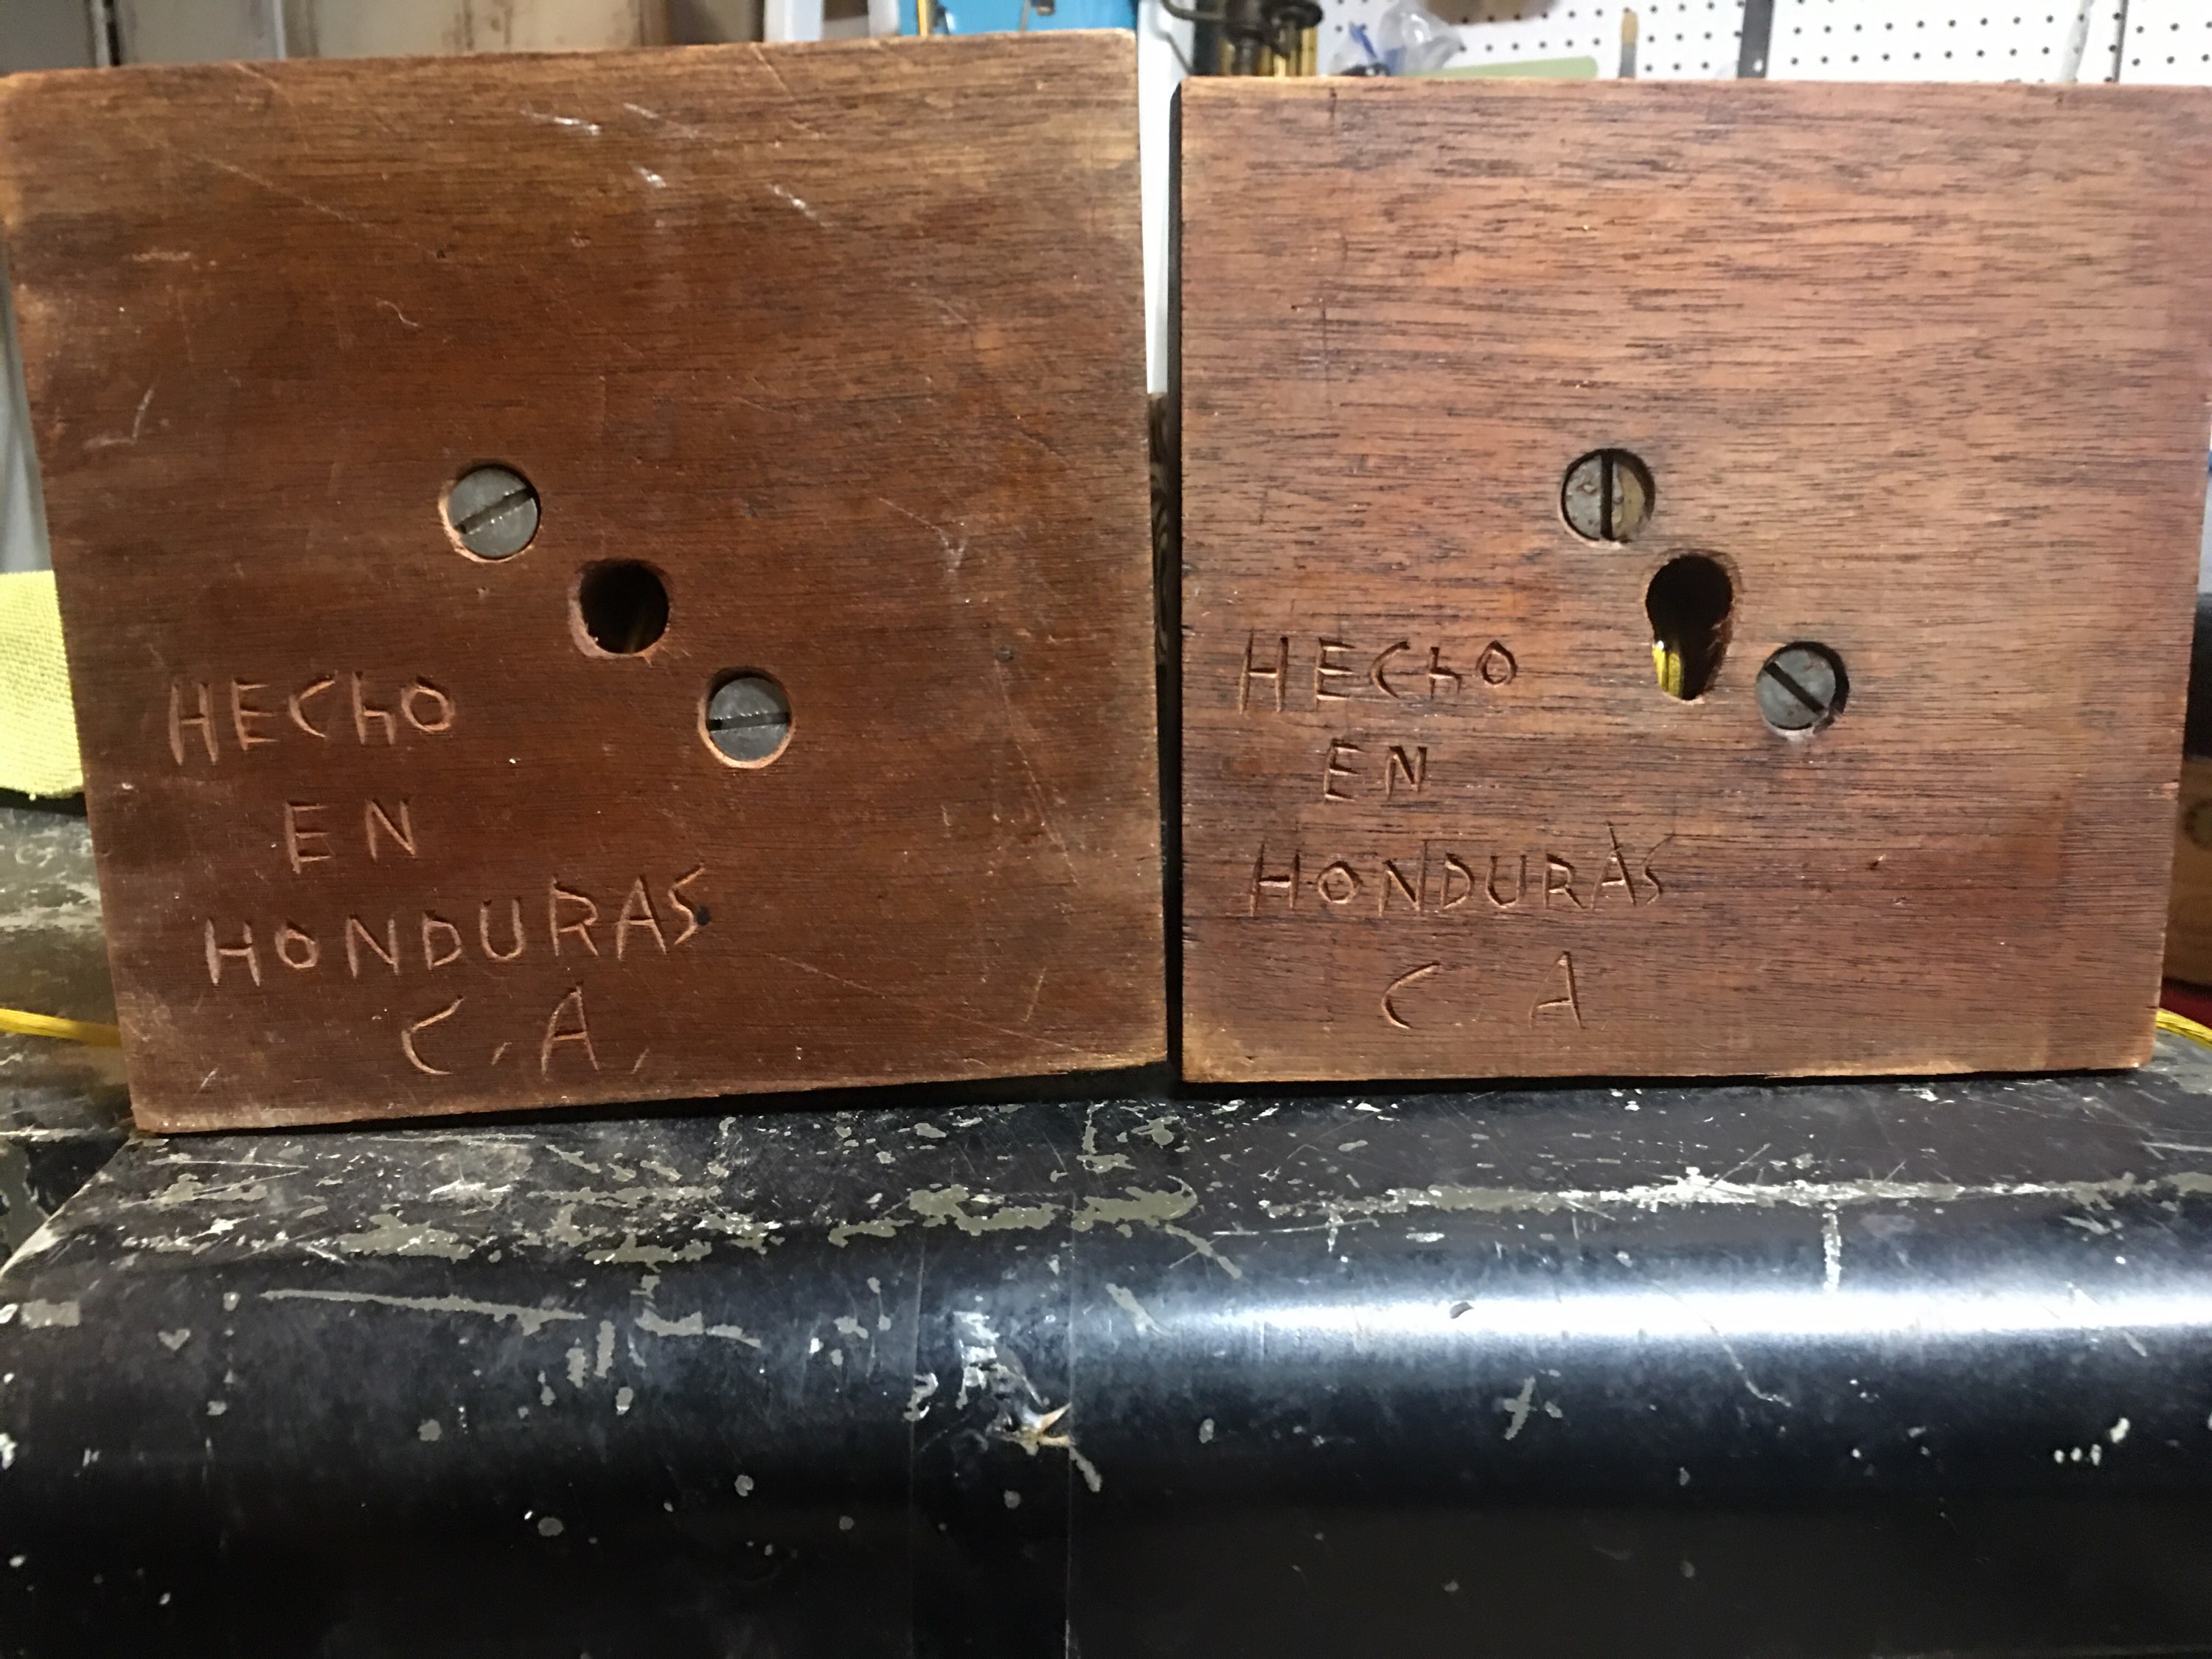 HEChO
EN
HONDURAS
C.A.
HEChO
EN
HONDURAS
C A